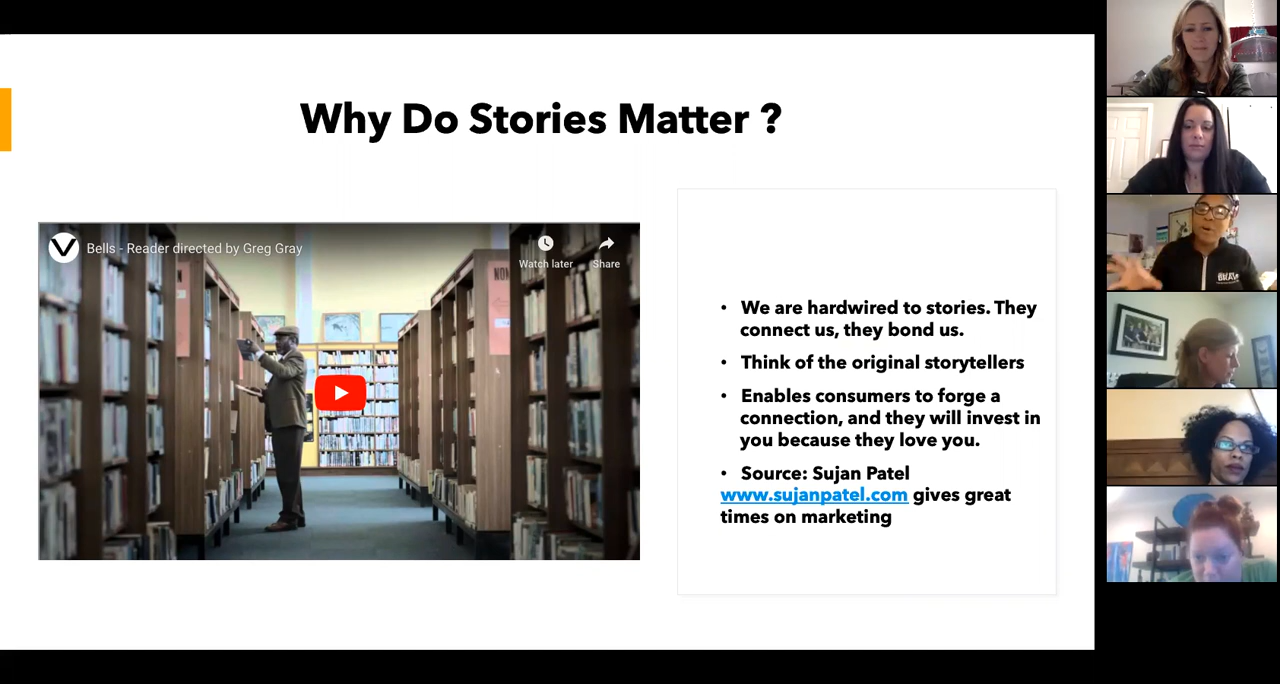 Why Do Stories Matter ?
Bells - Reader directed by Greg Gray
Watch later
Share
• We are hardwired to stories. They
connect us, they bond us.
• Think of the original storytellers
• Enables consumers to forge a
connection, and they will invest in
you because they love you.
• Source: Sujan Patel
www.sujanpatel.com gives great
times on marketing